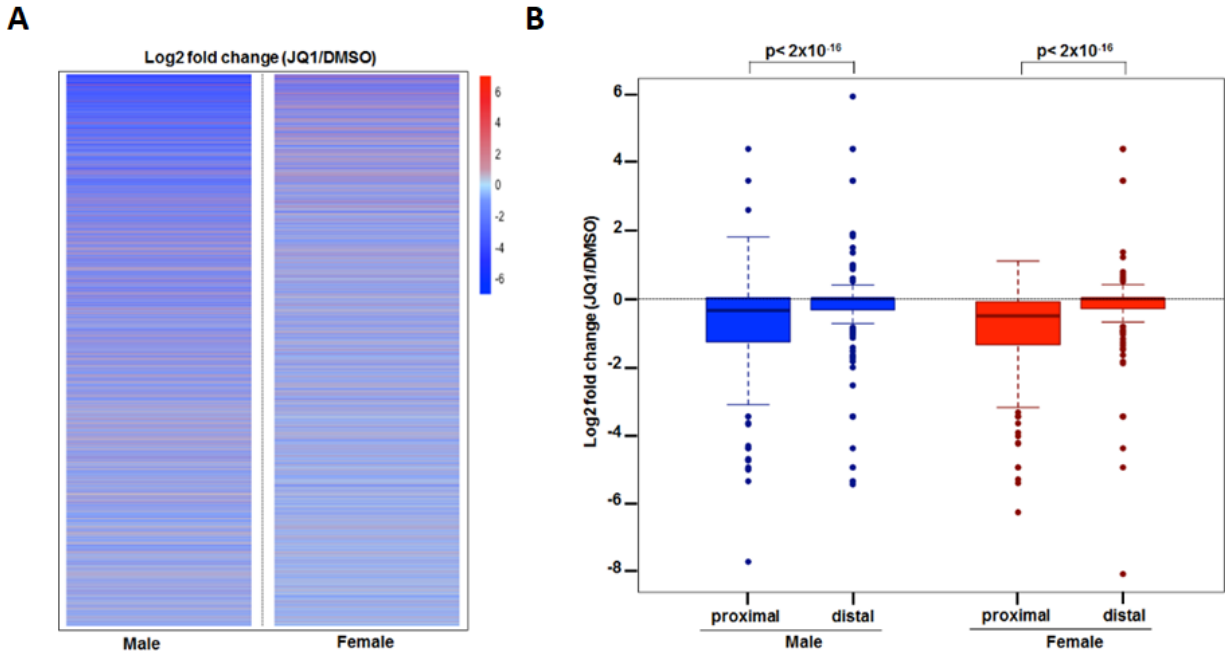 A
B
Log2 fold change (JQ1/DMSO)
6
4
2
0
-2
-4
-6
Male
Female
p< 2x10-16
p< 2x10-16
Log2 fold change (JQ1/DMSO)
6
4
2
0
-2
-4
-6
-8
proximal
distal
proximal
distal
Male
Female